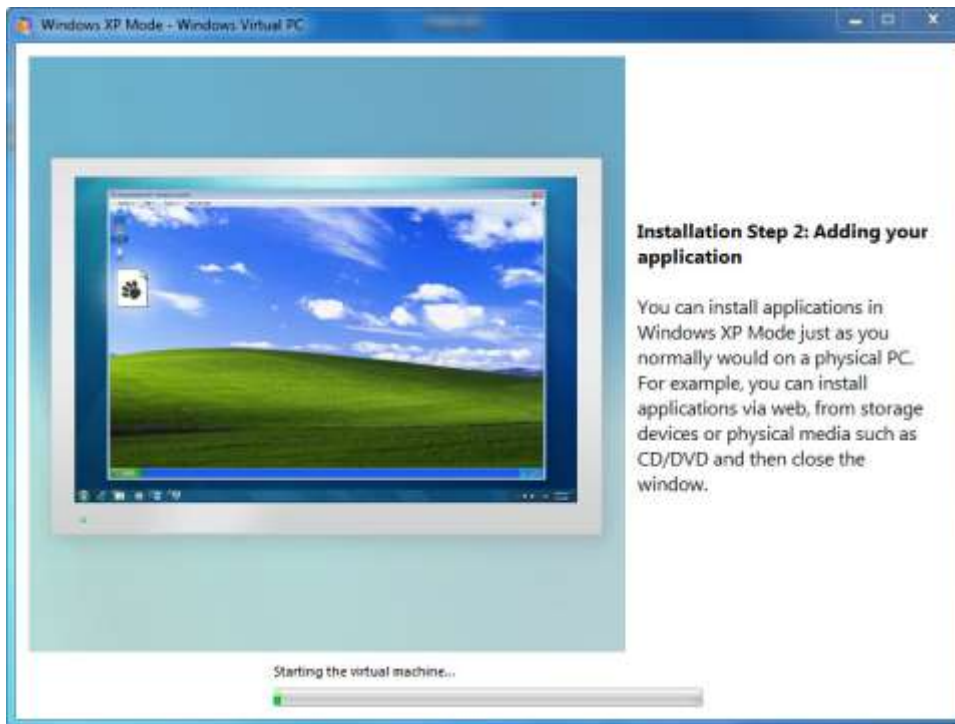 Windows XP Mode - Windows Virtual PC
Installation Step 2: Adding your
application
You can install applications in
Windows XP Mode just as you
normally would on a physical PC.
For example, you can install
applications via web, from storage
devices or physical media such as
CD/DVD and then close the
window.
Starting the virtual machine...